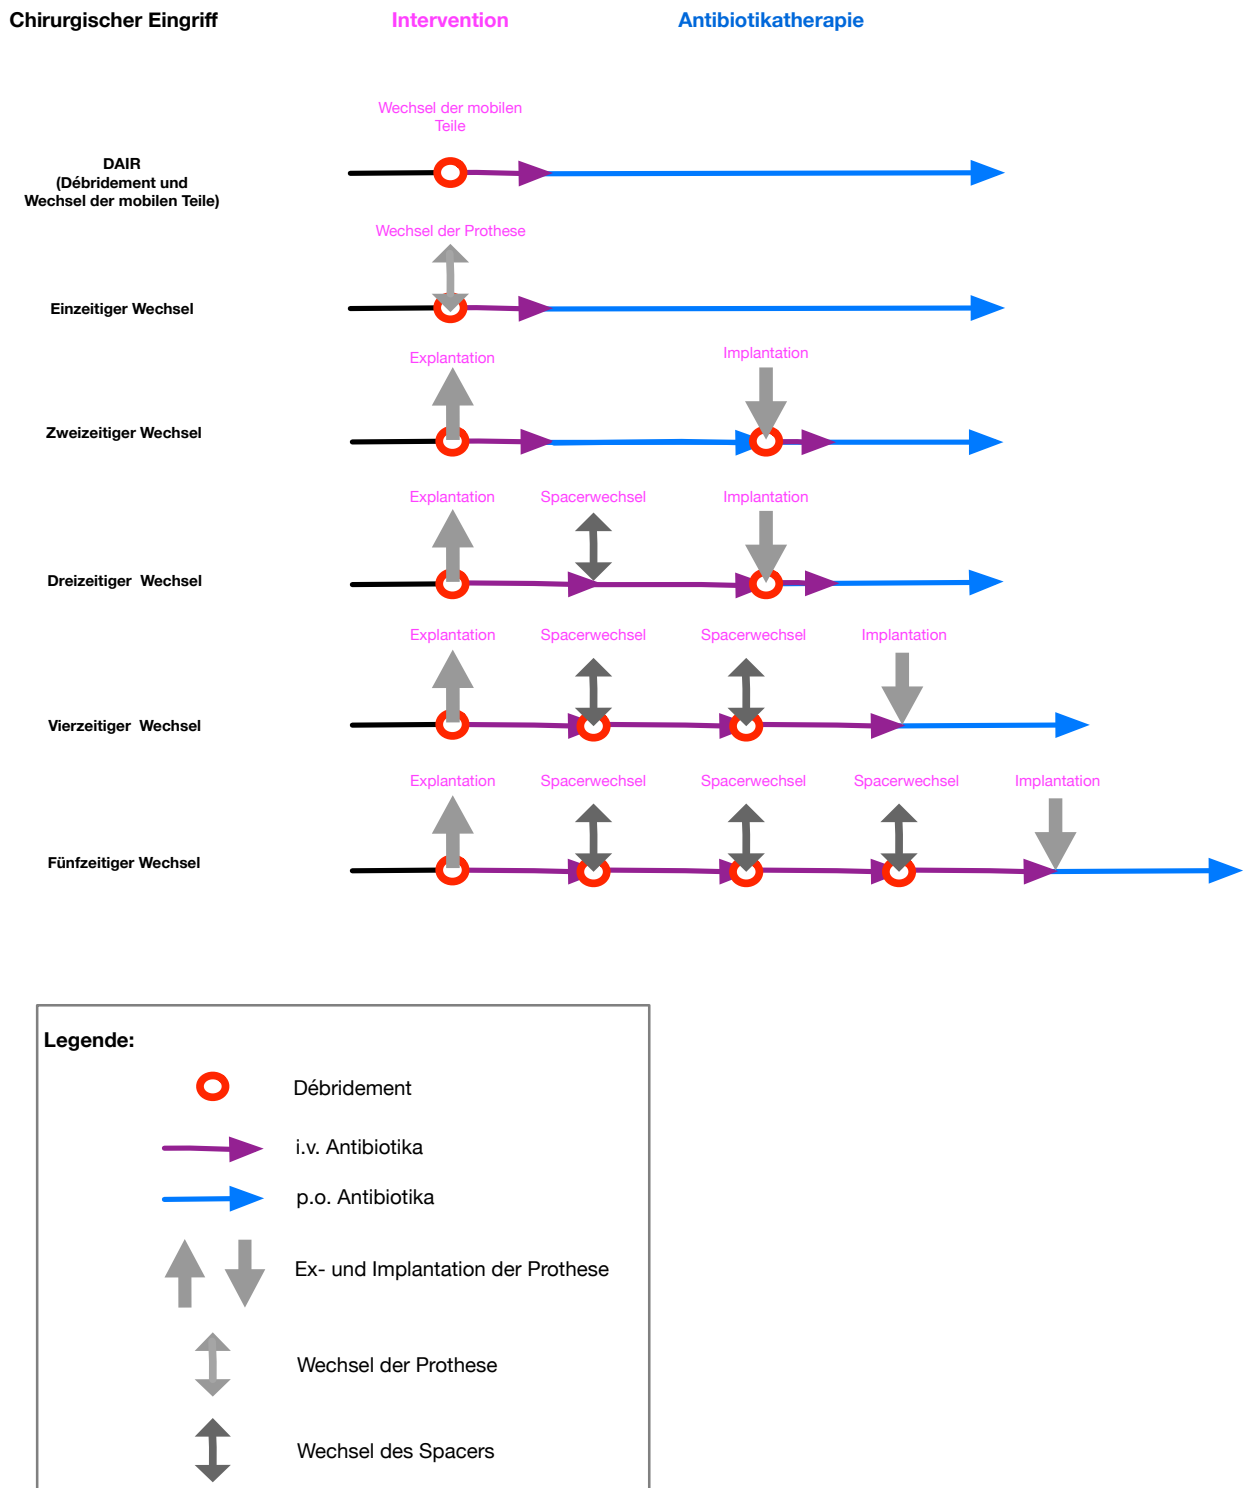 Chirurgischer Eingriff Intervention Antibiotikatherapie
Wechsel der mobilen
Teile
DAIR
(Débridement und
Wechsel der mobilen Teile)
Wechsel der Prothese
Einzeitiger Wechsel
Explantation Implantation
Zweizeitiger Wechsel
Explantation Spacerwechsel Implantation
Dreizeitiger Wechsel
Explantation Spacerwechsel Spacerwechsel Implantation
Vierzeitiger Wechsel
Explantation Spacerwechsel Spacerwechsel Spacerwechsel Implantation
Fünfzeitiger Wechsel
Legende:
Débridement
i.v. Antibiotika
p.o. Antibiotika
Ex- und Implantation der Prothese
Wechsel der Prothese
Wechsel des Spacers